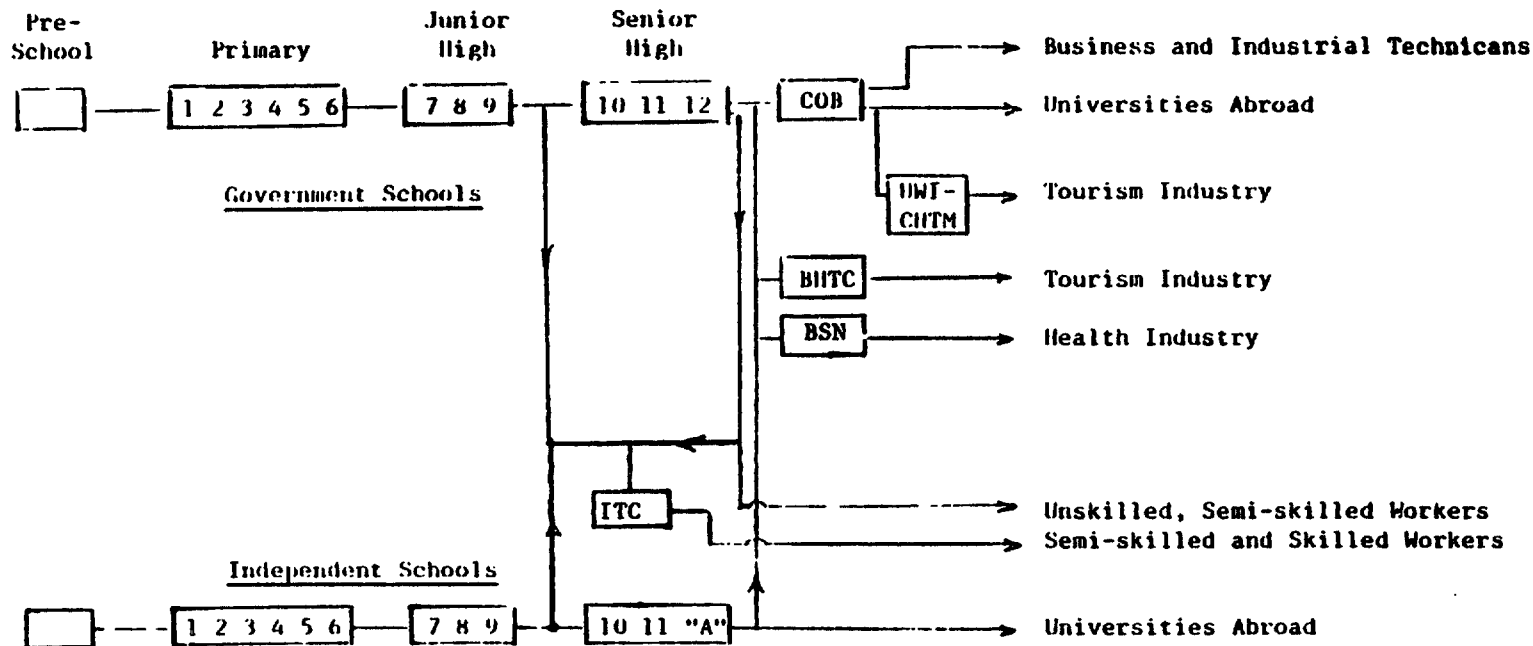 Pre-
School
Primary
Junior
High
Senior
High
1 2 3 4 5 6
7 8 9
10 11 12
COB
Business and Industrial Technicans
Universities Abroad
Government Schools
UWI-
CHTM
Tourism Industry
BHTC
Tourism Industry
BSN
Health Industry
ITC
Unskilled, Semi-skilled Workers
Semi-skilled and Skilled Workers
Independent Schools
1 2 3 4 5 6
7 8 9
10 11 "A"
Universities Abroad